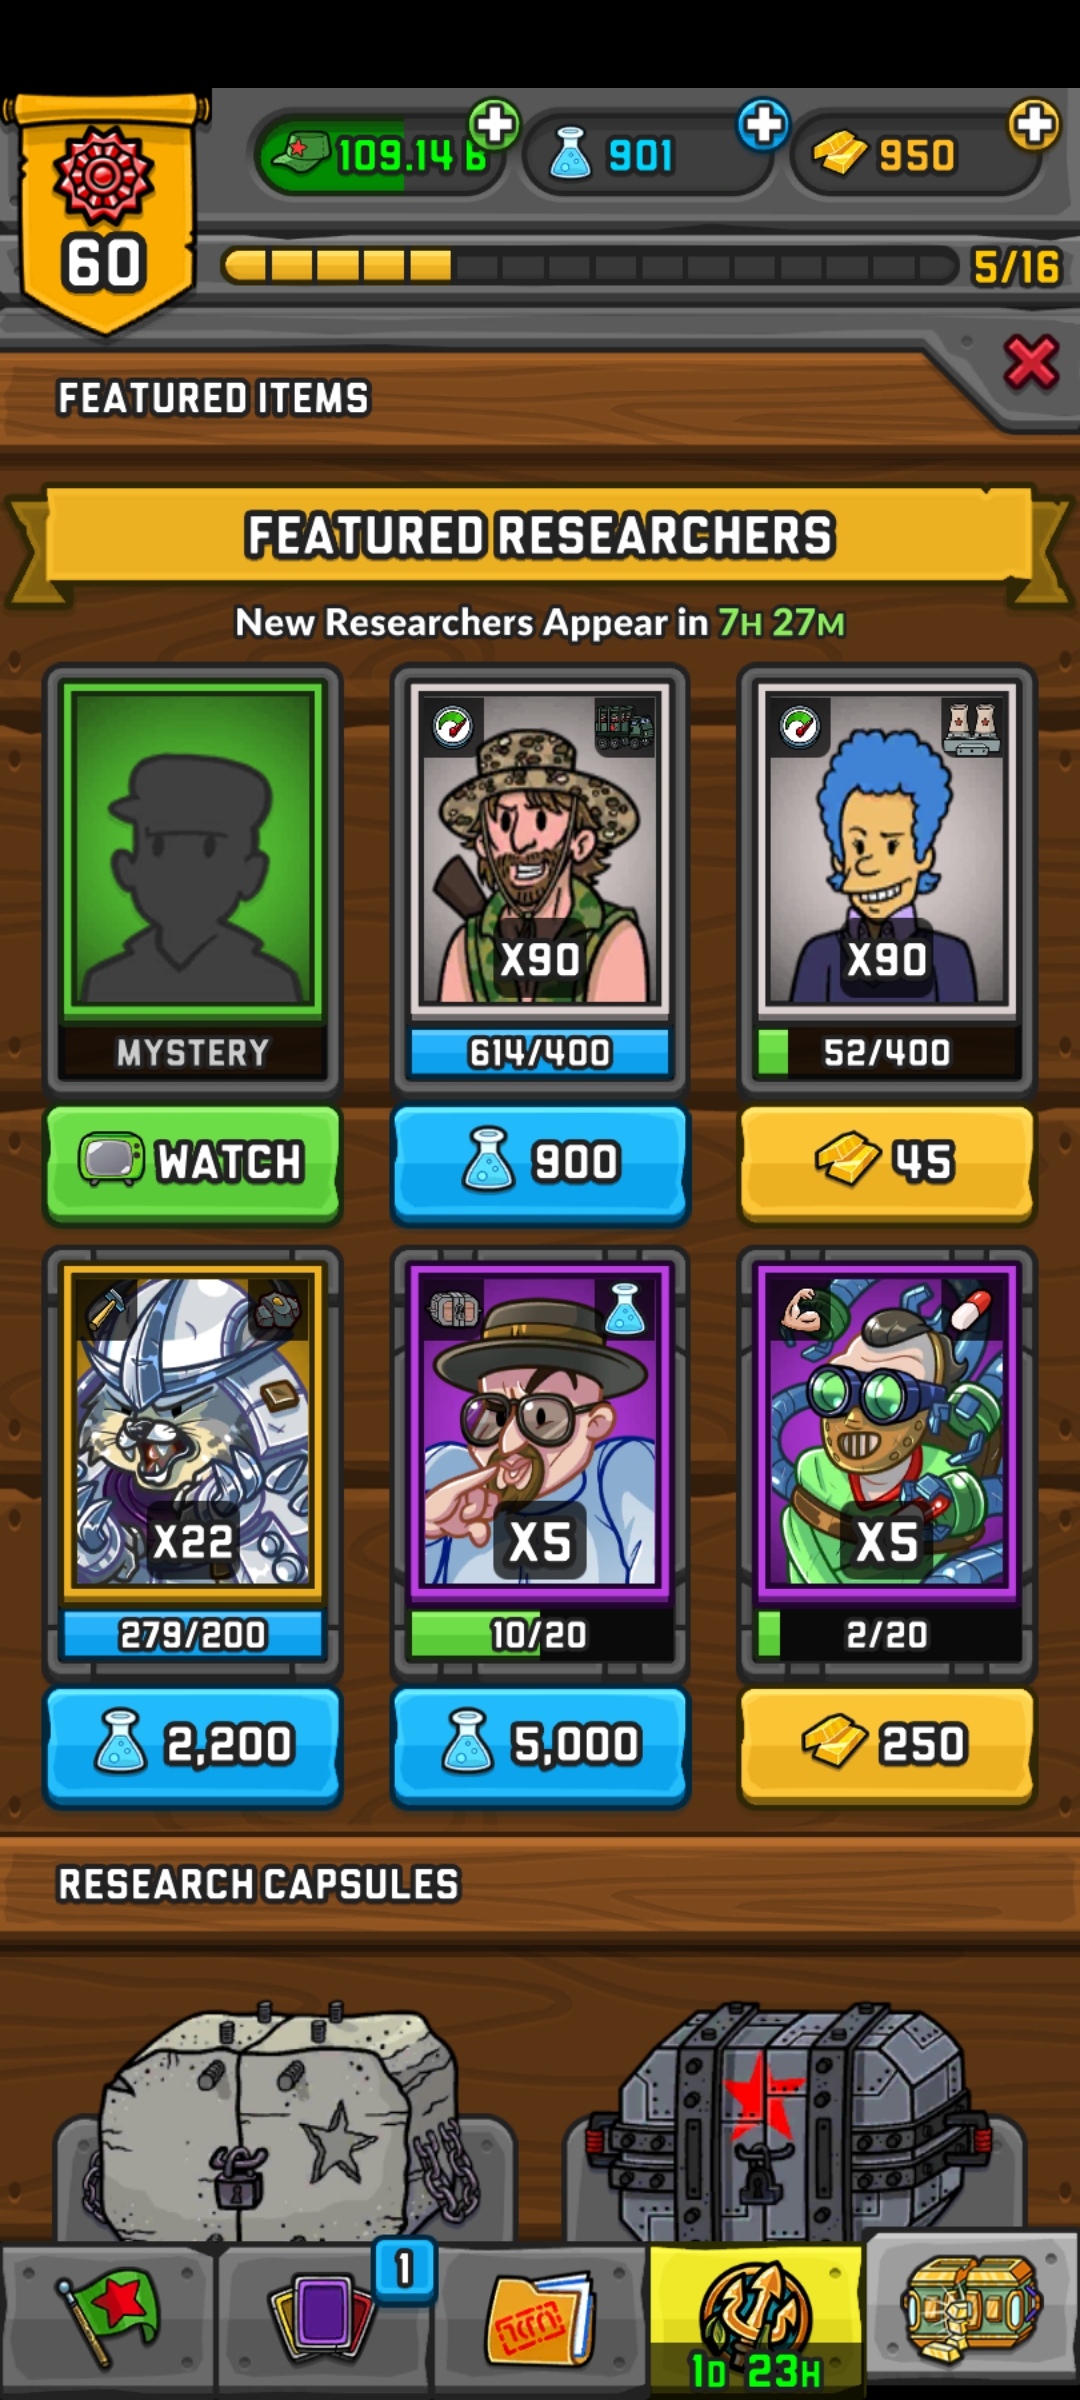 109.14 B
901
950
60
5/16
FEATURED ITEMS
FEATURED RESEARCHERS
New Researchers Appear in 7H 27M
X90
X90
MYSTERY
614/400
52/400
WATCH
900
45
X22
X5
X5
279/200
10/20
2/20
2,200
5,000
250
RESEARCH CAPSULES
1
1D 23H